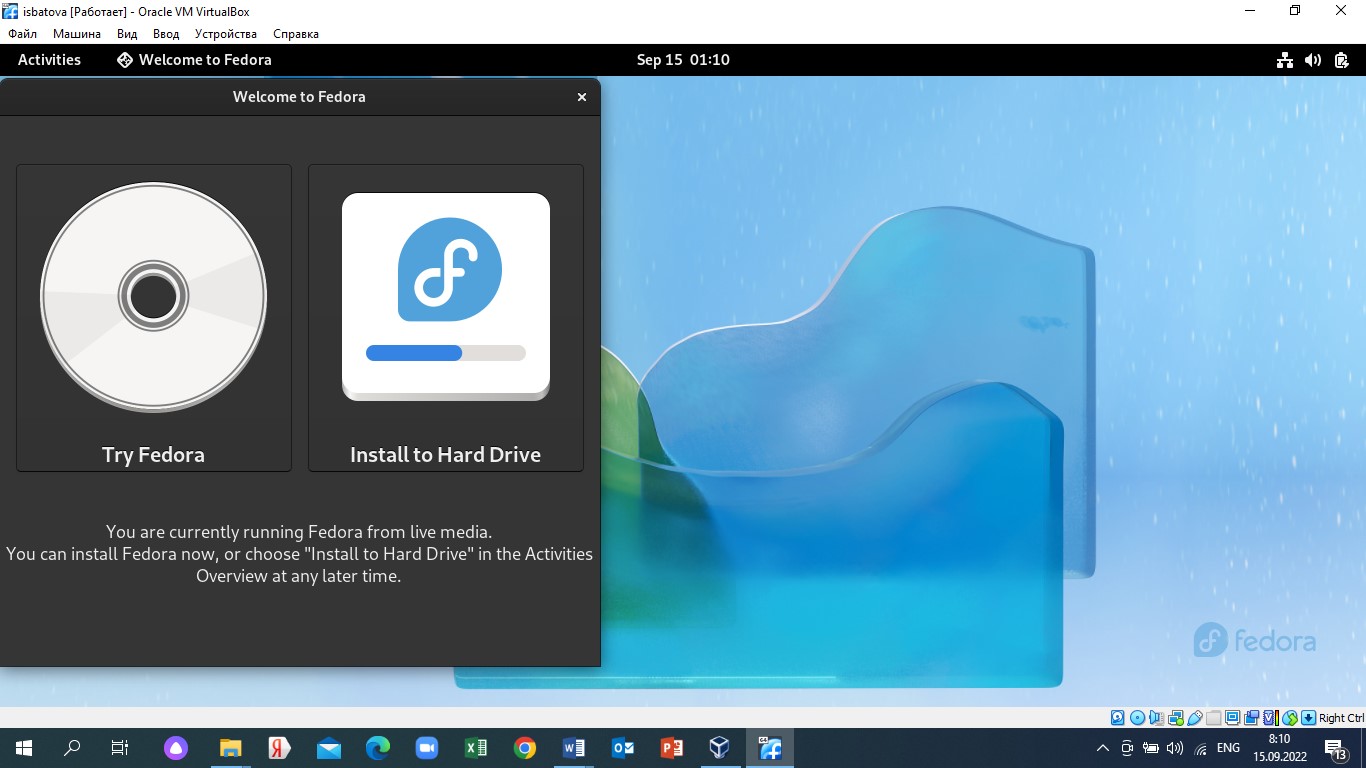 isbatova [Работает] - Oracle VM VirtualBox
Файл Машина Вид Ввод Устройства Справка
Activities Welcome to Fedora Sep 15 01:10
Welcome to Fedora
Try Fedora Install to Hard Drive
You are currently running Fedora from live media.
You can install Fedora now, or choose "Install to Hard Drive" in the Activities
Overview at any later time.
fedora
Right Ctrl
ENG 8:10
15.09.2022
13